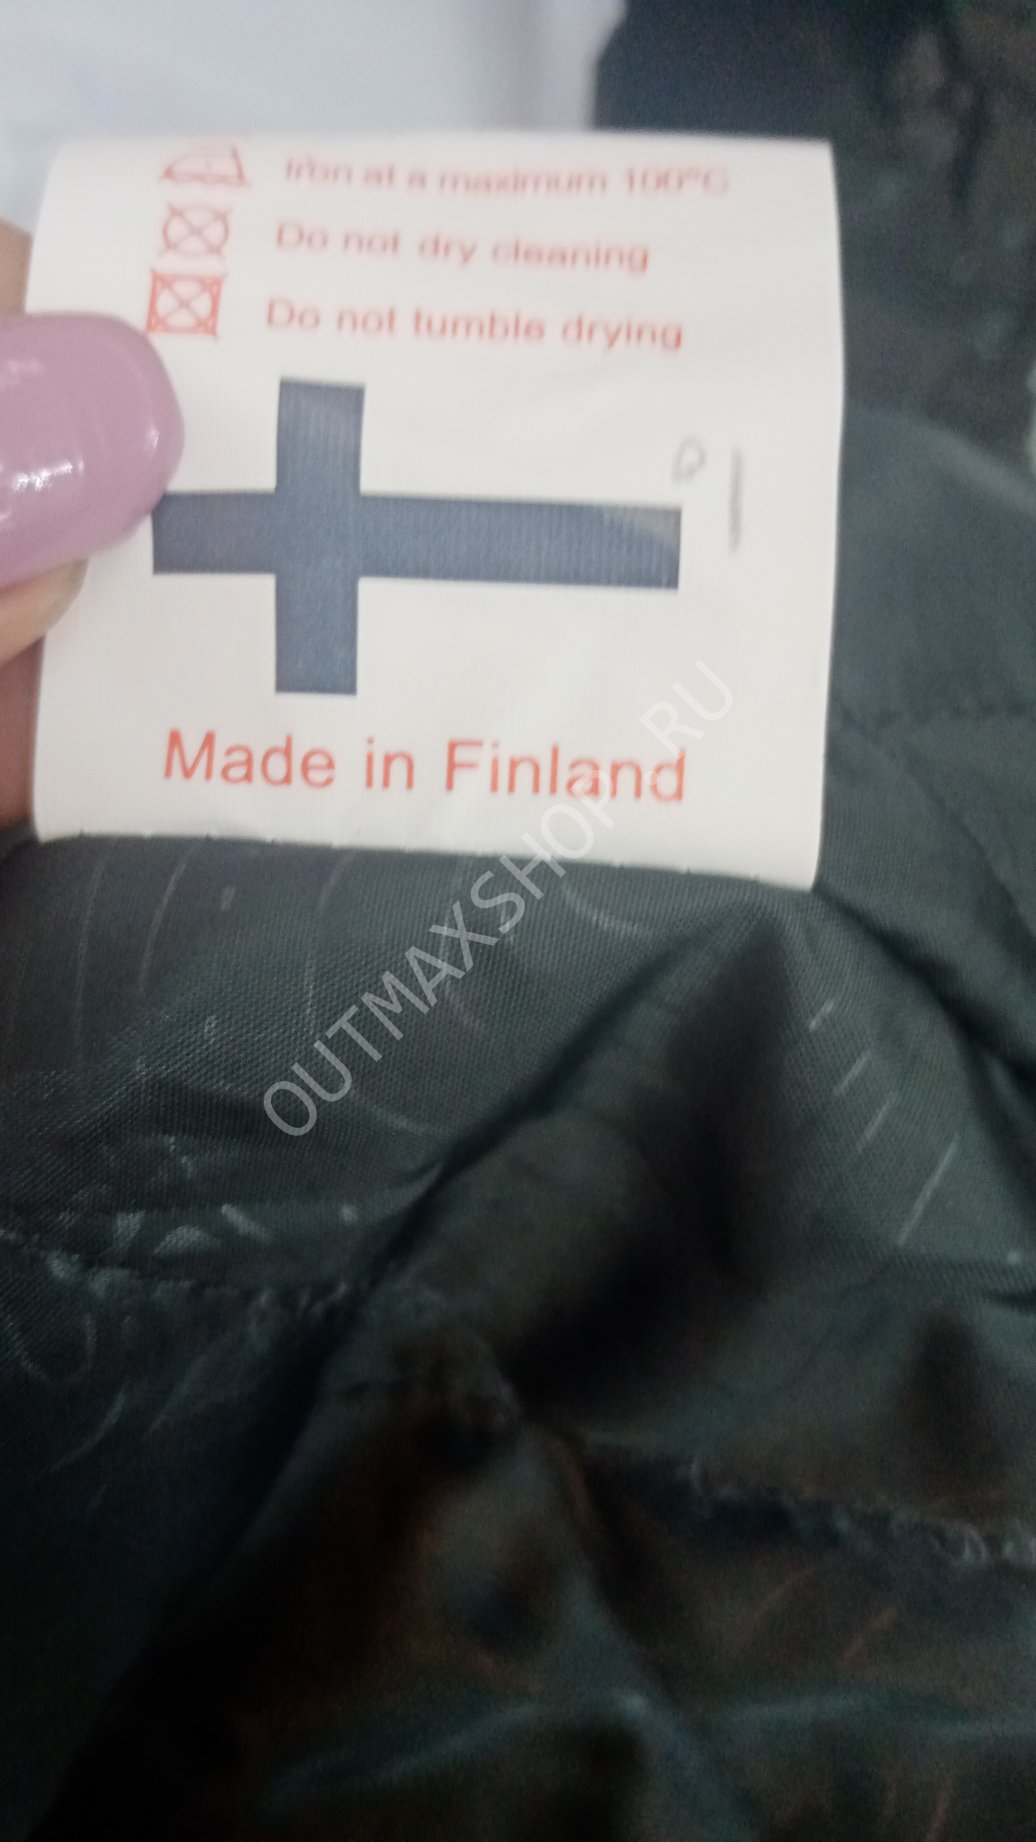 Iron at a maximum 100°C
Do not dry cleaning
Do not tumble drying
Made in Finland
OUTMAXSHOP.RU